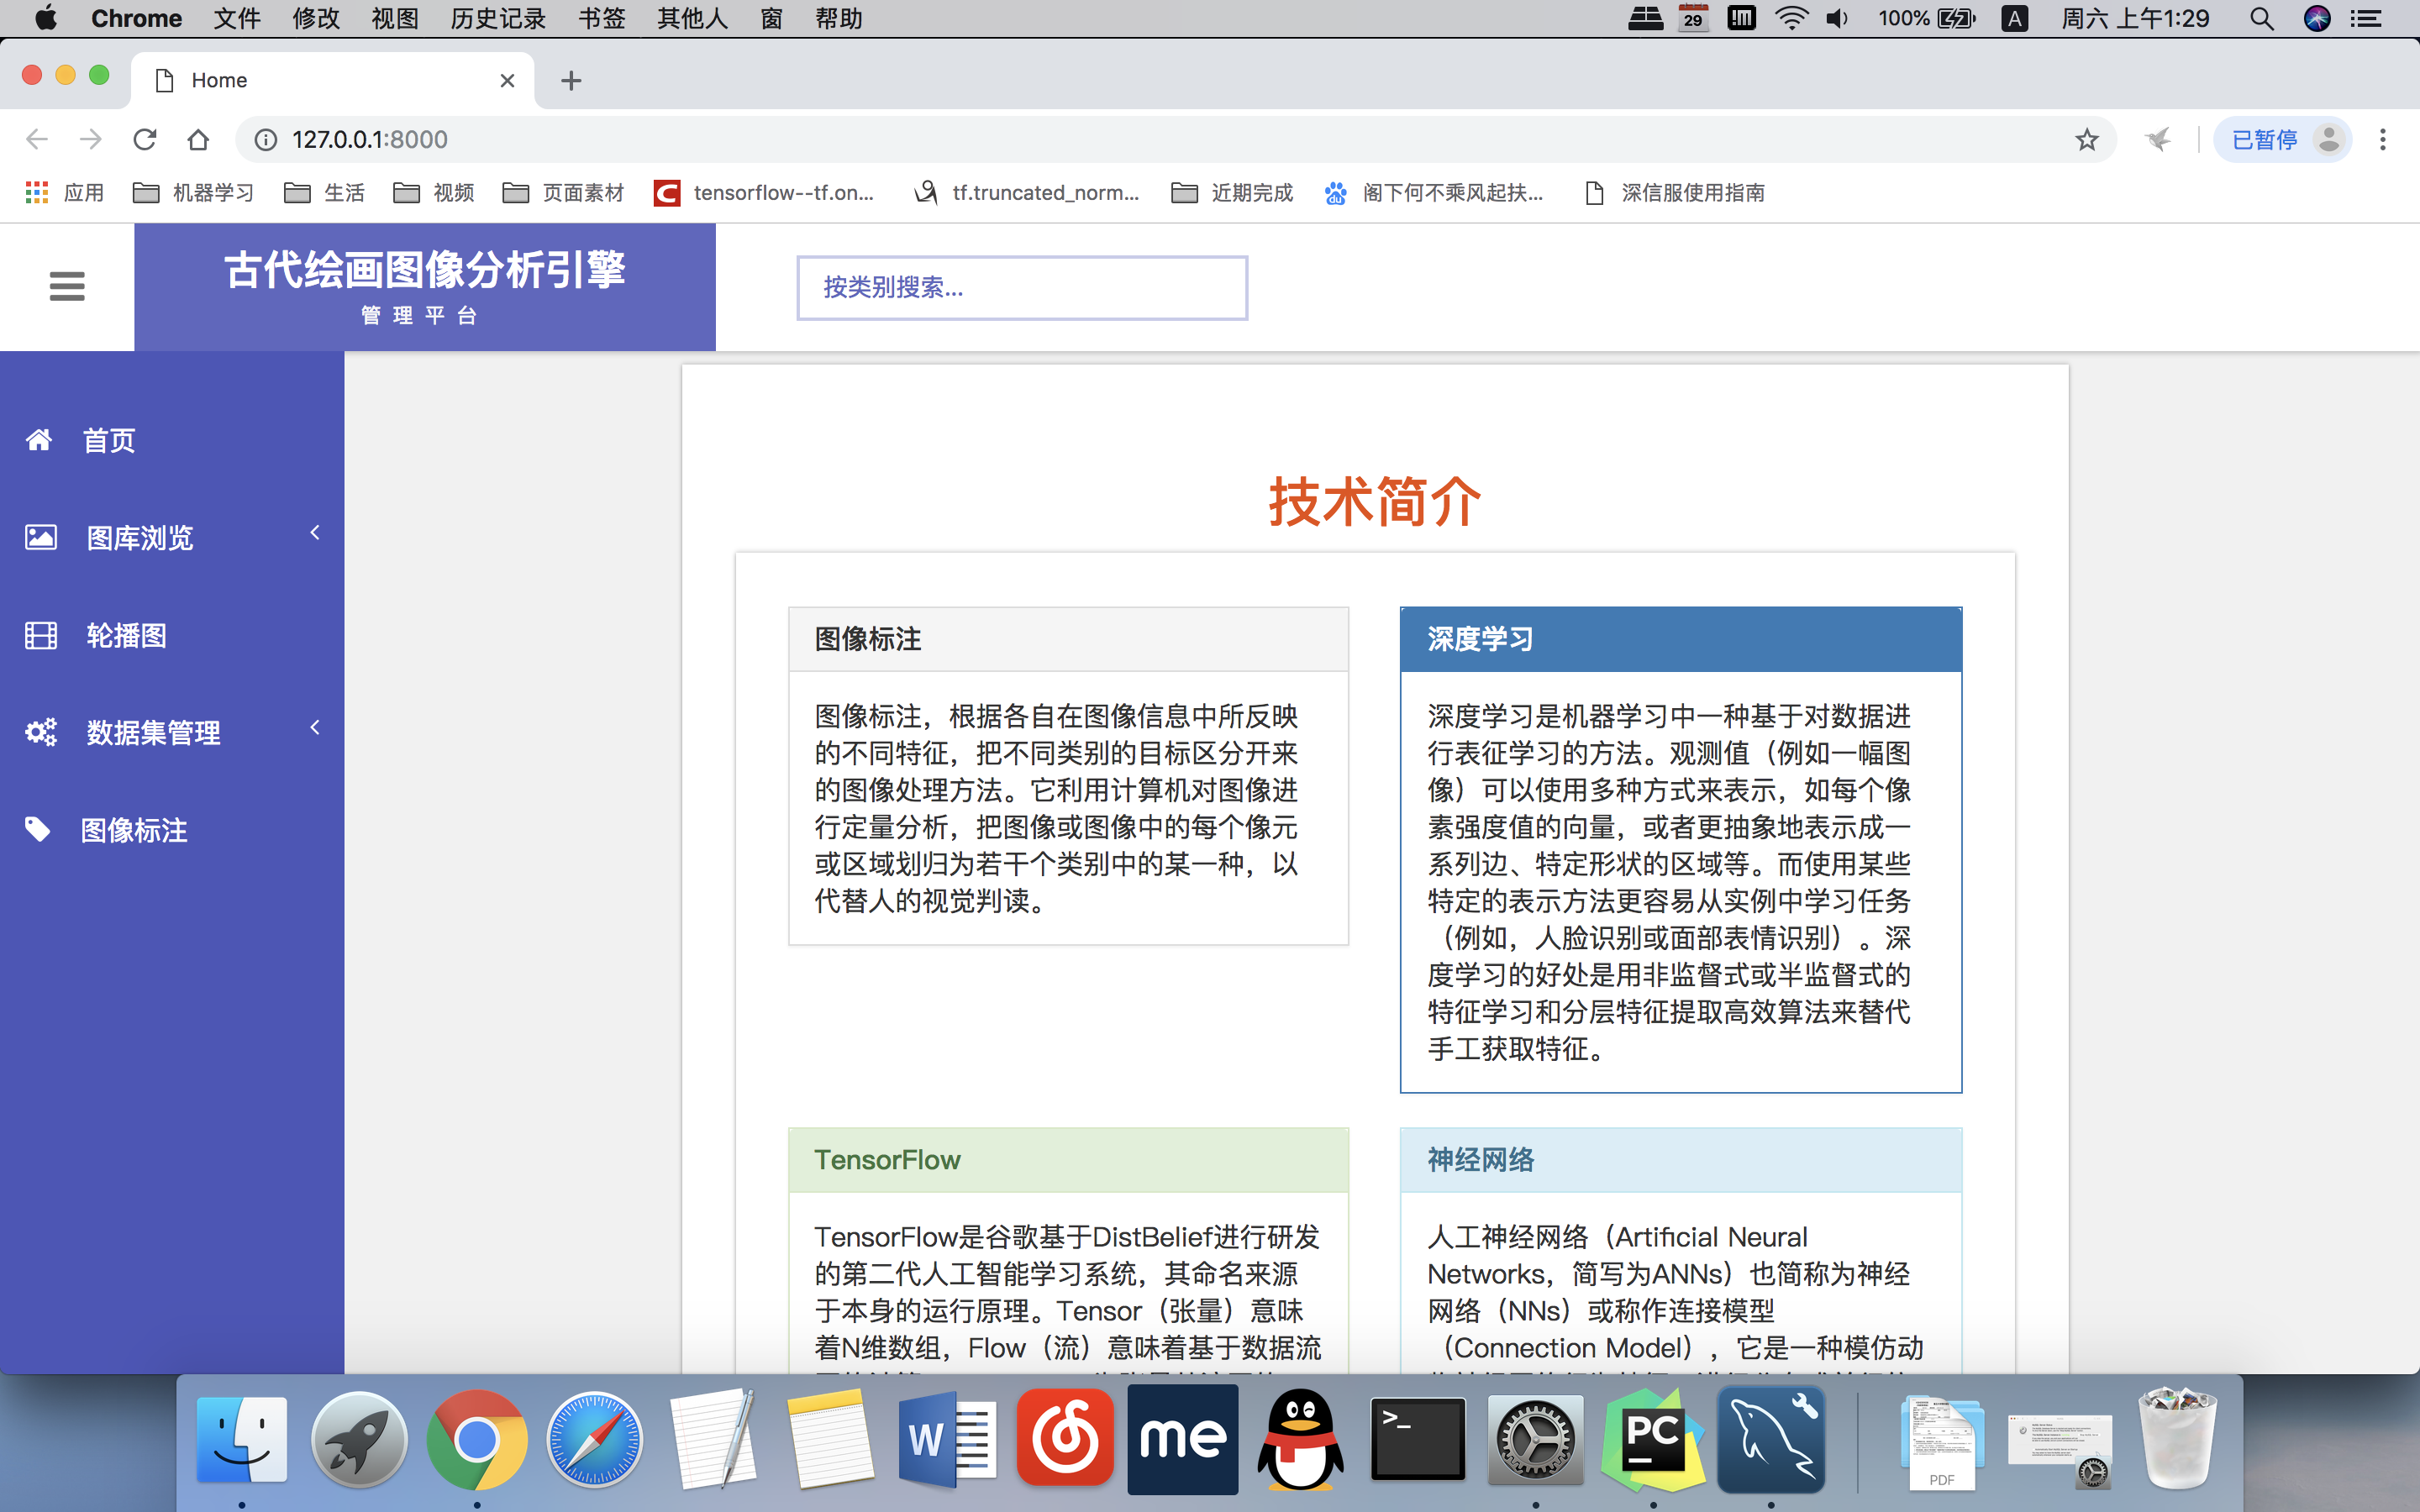 Chrome 文件 修改 视图 历史记录 书签 其他人 窗 帮助 29 100% A 周六 上午1:29
Home
127.0.0.1:8000 已暂停
应用 机器学习 生活 视频 页面素材 tensorflow--tf.on... tf.truncated_norm... 近期完成 阁下何不乘风起扶... 深信服使用指南
古代绘画图像分析引擎
管理平台
按类别搜索...
首页
图库浏览
轮播图
数据集管理
图像标注
技术简介
图像标注
图像标注，根据各自在图像信息中所反映
的不同特征，把不同类别的目标区分开来
的图像处理方法。它利用计算机对图像进
行定量分析，把图像或图像中的每个像元
或区域划归为若干个类别中的某一种，以
代替人的视觉判读。
深度学习
深度学习是机器学习中一种基于对数据进
行表征学习的方法。观测值（例如一幅图
像）可以使用多种方式来表示，如每个像
素强度值的向量，或者更抽象地表示成一
系列边、特定形状的区域等。而使用某些
特定的表示方法更容易从实例中学习任务
（例如，人脸识别或面部表情识别）。深
度学习的好处是用非监督式或半监督式的
特征学习和分层特征提取高效算法来替代
手工获取特征。
TensorFlow
TensorFlow是谷歌基于DistBelief进行研发
的第二代人工智能学习系统，其命名来源
于本身的运行原理。Tensor（张量）意味
着N维数组，Flow（流）意味着基于数据流
神经网络
人工神经网络（Artificial Neural
Networks，简写为ANNs）也简称为神经
网络（NNs）或称作连接模型
（Connection Model），它是一种模仿动
W
me
>_
PC
PDF